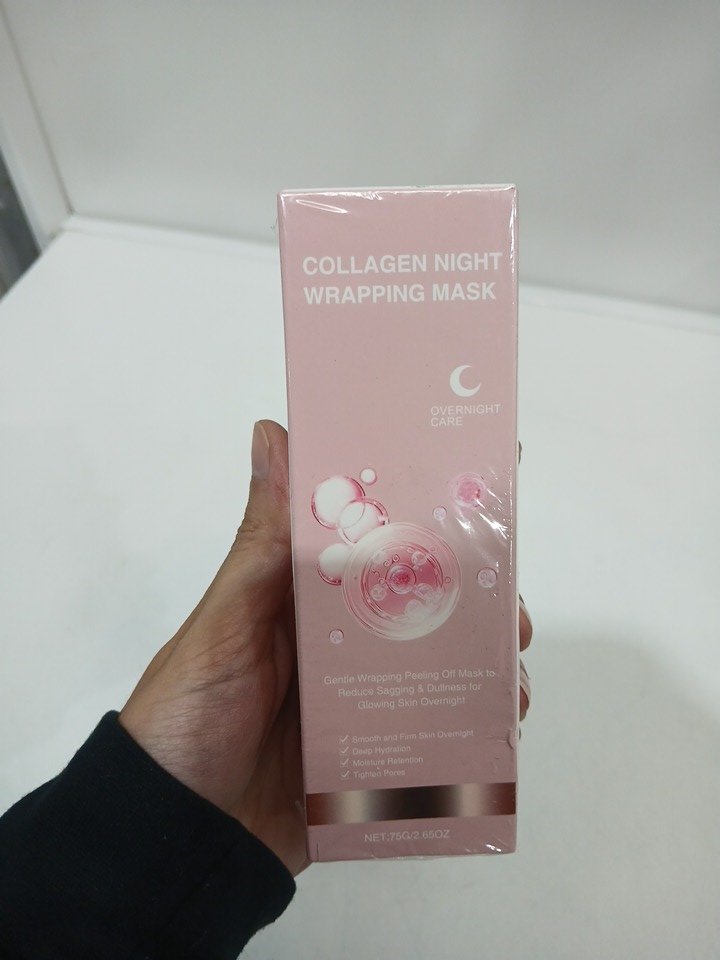 COLLAGEN NIGHT
WRAPPING MASK
OVERNIGHT
CARE
Gentle Wrapping Peeling Off Mask to
Reduce Sagging & Dullness for
Glowing Skin Overnight
Smooth and Firm Skin Overnight
Deep Hydration
Moisture Retention
Tighten Pores
NET:75G/2.65OZ